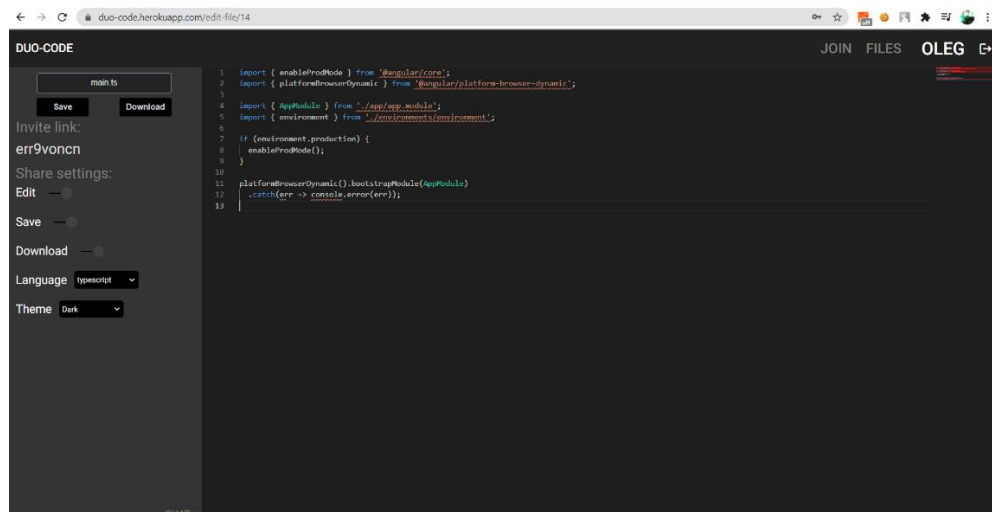 duo-code.herokuapp.com/edit-file/14
DUO-CODE
JOIN FILES OLEG
main.ts
Save Download
Invite link:
err9voncn
Share settings:
Edit
Save
Download
Language typescript
Theme Dark
1 import { enableProdMode } from '@angular/core';
2 import { platformBrowserDynamic } from '@angular/platform-browser-dynamic';
3
4 import { AppModule } from './app/app.module';
5 import { environment } from './environments/environment';
6
7 if (environment.production) {
8 enableProdMode();
9 }
10
11 platformBrowserDynamic().bootstrapModule(AppModule)
12 .catch(err => console.error(err));
13